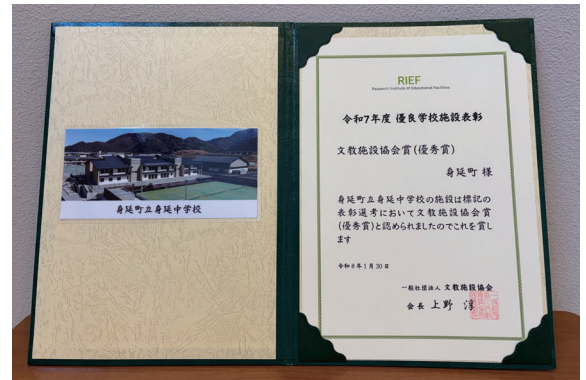 身延町立身延中学校
RIEF
Research Institute of Educational Facilities
令和7年度 優良学校施設表彰
文教施設協会賞(優秀賞)
身延町 様
身延町立身延中学校の施設は標記の
表彰選考において文教施設協会賞
(優秀賞)と認められましたのでこれを賞し
ます
令和8年1月30日
一般社団法人 文教施設協会
会長 上野 淳